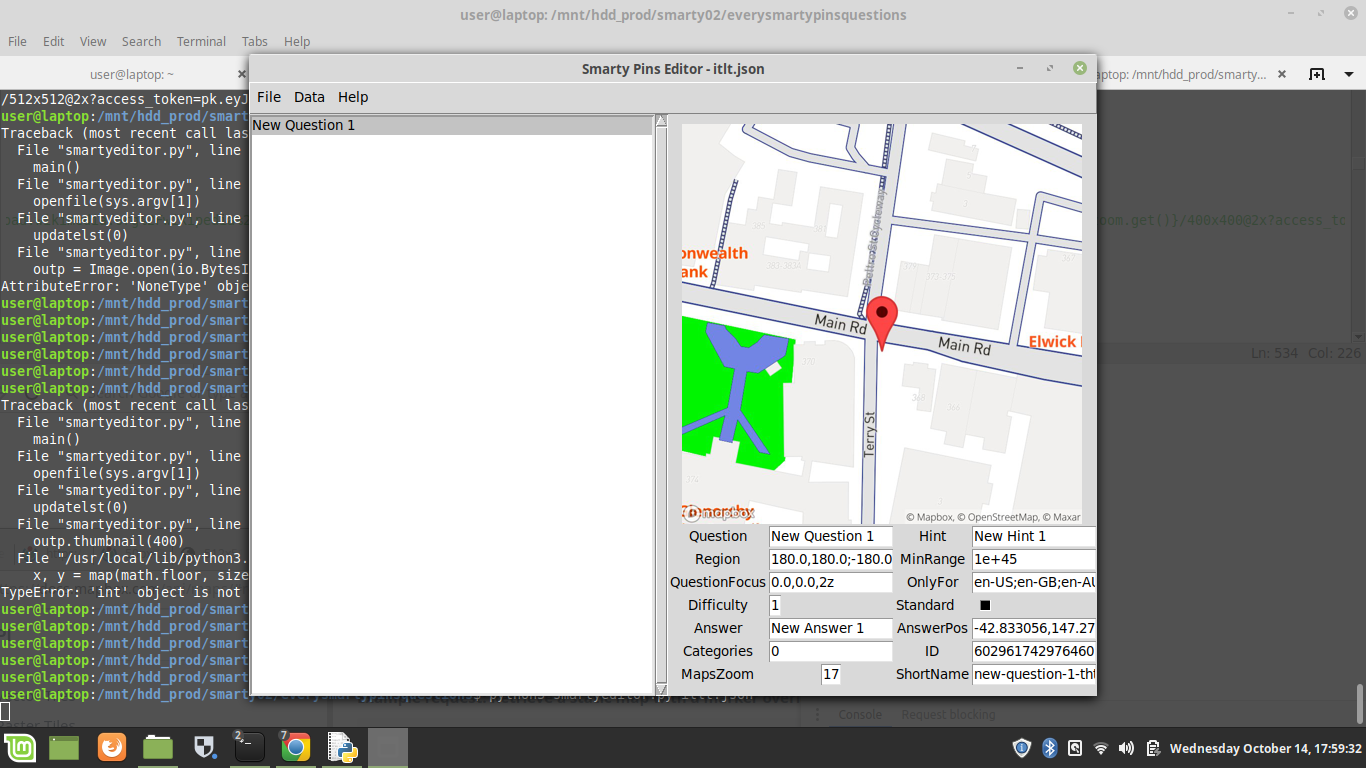 user@laptop: /mnt/hdd_prod/smarty02/everysmartypinsquestions
File Edit View Search Terminal Tabs Help
user@laptop: ~
aptop: /mnt/hdd_prod/smarty...
/512x512@2x?access_token=pk.eyJ
user@laptop:/mnt/hdd_prod/smart
Traceback (most recent call las
File "smartyeditor.py", line
main()
File "smartyeditor.py", line
openfile(sys.argv[1])
File "smartyeditor.py", line
updatelst(0)
File "smartyeditor.py", line
outp = Image.open(io.BytesI
AttributeError: 'NoneType' obje
user@laptop:/mnt/hdd_prod/smart
user@laptop:/mnt/hdd_prod/smart
user@laptop:/mnt/hdd_prod/smart
user@laptop:/mnt/hdd_prod/smart
user@laptop:/mnt/hdd_prod/smart
user@laptop:/mnt/hdd_prod/smart
Traceback (most recent call las
File "smartyeditor.py", line
main()
File "smartyeditor.py", line
openfile(sys.argv[1])
File "smartyeditor.py", line
updatelst(0)
File "smartyeditor.py", line
outp.thumbnail(400)
File "/usr/local/lib/python3.
x, y = map(math.floor, size
TypeError: 'int' object is not
user@laptop:/mnt/hdd_prod/smart
user@laptop:/mnt/hdd_prod/smart
user@laptop:/mnt/hdd_prod/smart
user@laptop:/mnt/hdd_prod/smart
user@laptop:/mnt/hdd_prod/smart
user@laptop:/mnt/hdd_prod/smart
Smarty Pins Editor - itlt.json
File Data Help
New Question 1
onwealth
ank
Main Rd
Main Rd
Elwick
Terry St
mapbox
© Mapbox, © OpenStreetMap, © Maxar
Question New Question 1 Hint New Hint 1
Region 180.0,180.0;-180.0 MinRange 1e+45
QuestionFocus 0.0,0.0,2z OnlyFor en-US;en-GB;en-AU
Difficulty 1 Standard
Answer New Answer 1 AnswerPos -42.833056,147.27
Categories 0 ID 602961742976460
MapsZoom 17 ShortName new-question-1-tht
oom.get()}/400x400@2x?access_to
Ln: 534 Col: 226
Console Request blocking
2
7
Wednesday October 14, 17:59:32